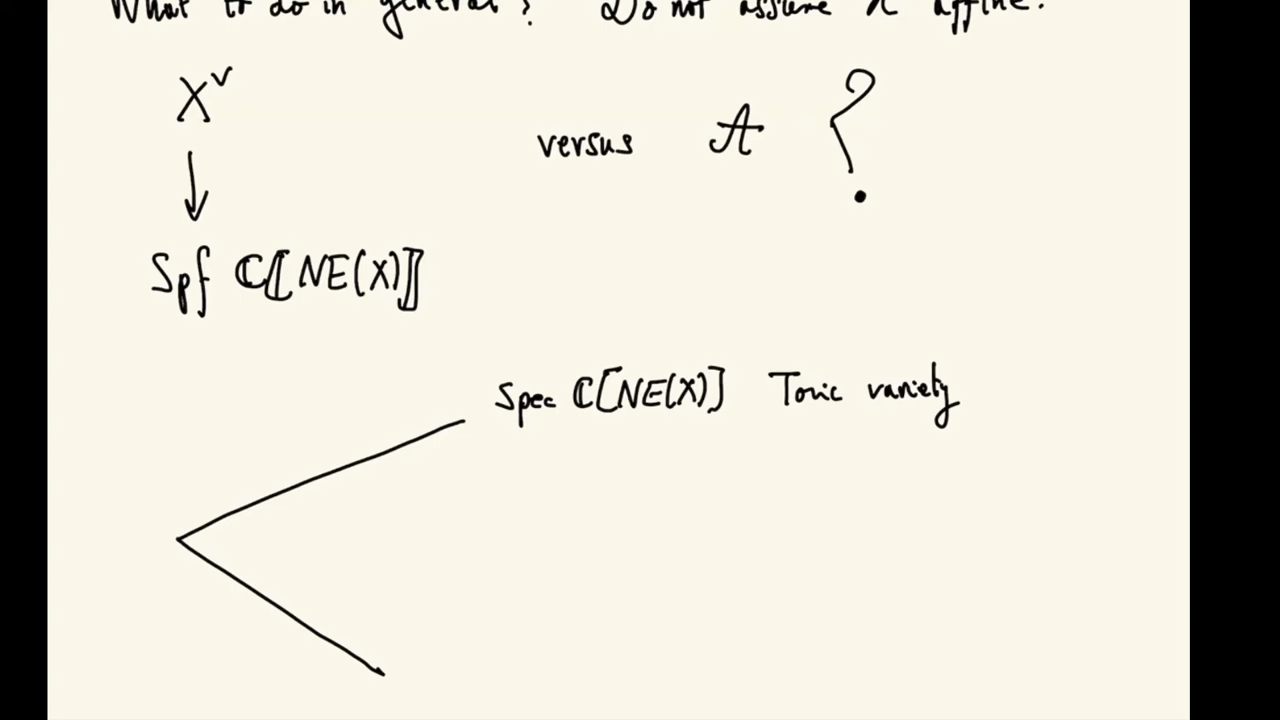 What to do in general? Do not assume X affine.
X^∨
versus 𝒜 ?
↓
Spf ℂ⟦NE(X)⟧
Spec ℂ[NE(X)] Toric variety